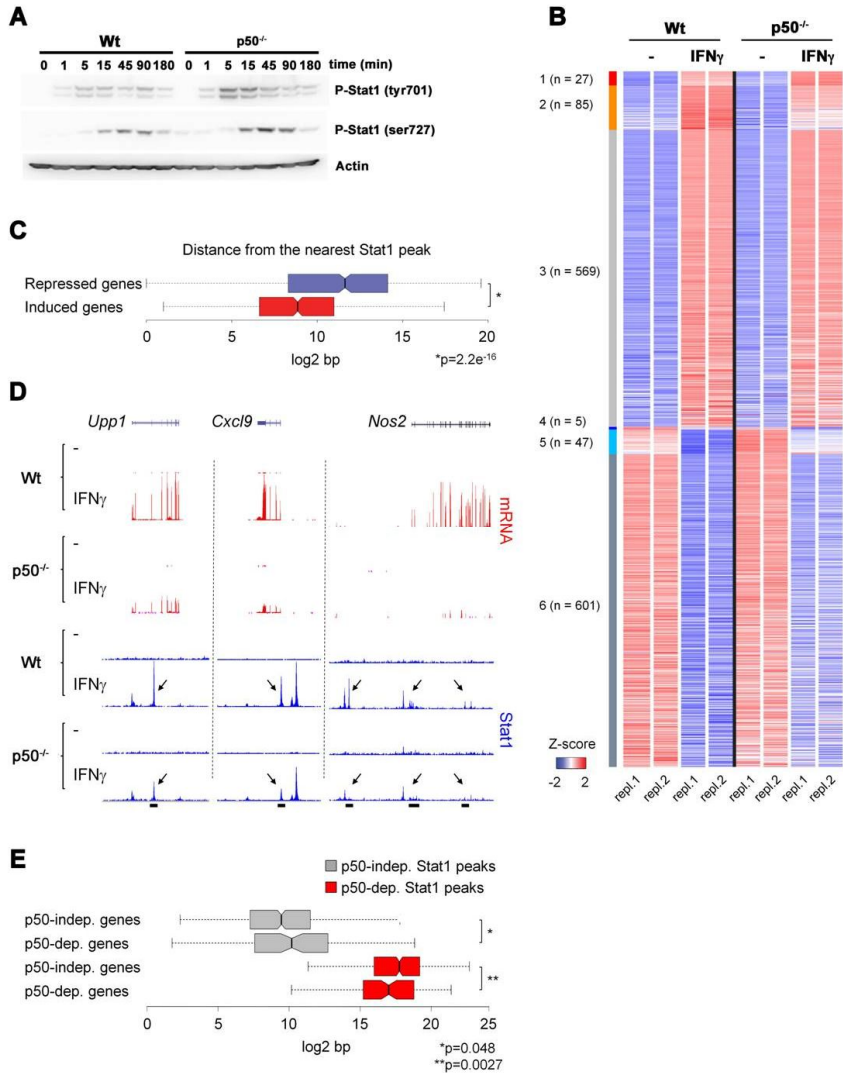 A
Wt p50-/-
0 1 5 15 45 90 180 0 1 5 15 45 90 180 time (min)
P-Stat1 (tyr701)
P-Stat1 (ser727)
Actin
B
Wt p50-/-
- IFNγ - IFNγ
1 (n = 27)
2 (n = 85)
3 (n = 569)
4 (n = 5)
5 (n = 47)
6 (n = 601)
Z-score
-2 2
repl.1 repl.2 repl.1 repl.2 repl.1 repl.2 repl.1 repl.2
C
Distance from the nearest Stat1 peak
Repressed genes
Induced genes
*
0 5 10 15 20
log2 bp
*p=2.2e-16
D
Upp1 Cxcl9 Nos2
Wt
-
IFNγ
p50-/-
-
IFNγ
mRNA
Wt
-
IFNγ
p50-/-
-
IFNγ
Stat1
E
p50-indep. Stat1 peaks
p50-dep. Stat1 peaks
p50-indep. genes
p50-dep. genes
*
p50-indep. genes
p50-dep. genes
**
0 5 10 15 20 25
log2 bp
*p=0.048
**p=0.0027